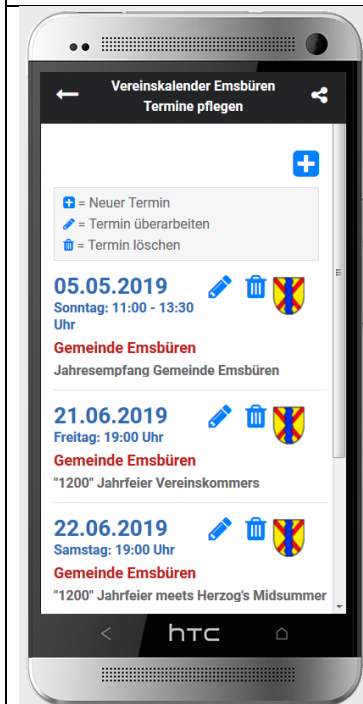 Vereinskalender Emsbüren
Termine pflegen
= Neuer Termin
= Termin überarbeiten
= Termin löschen
05.05.2019
Sonntag: 11:00 - 13:30
Uhr
Gemeinde Emsbüren
Jahresempfang Gemeinde Emsbüren
21.06.2019
Freitag: 19:00 Uhr
Gemeinde Emsbüren
"1200" Jahrfeier Vereinskommers
22.06.2019
Samstag: 19:00 Uhr
Gemeinde Emsbüren
"1200" Jahrfeier meets Herzog's Midsummer
hTC